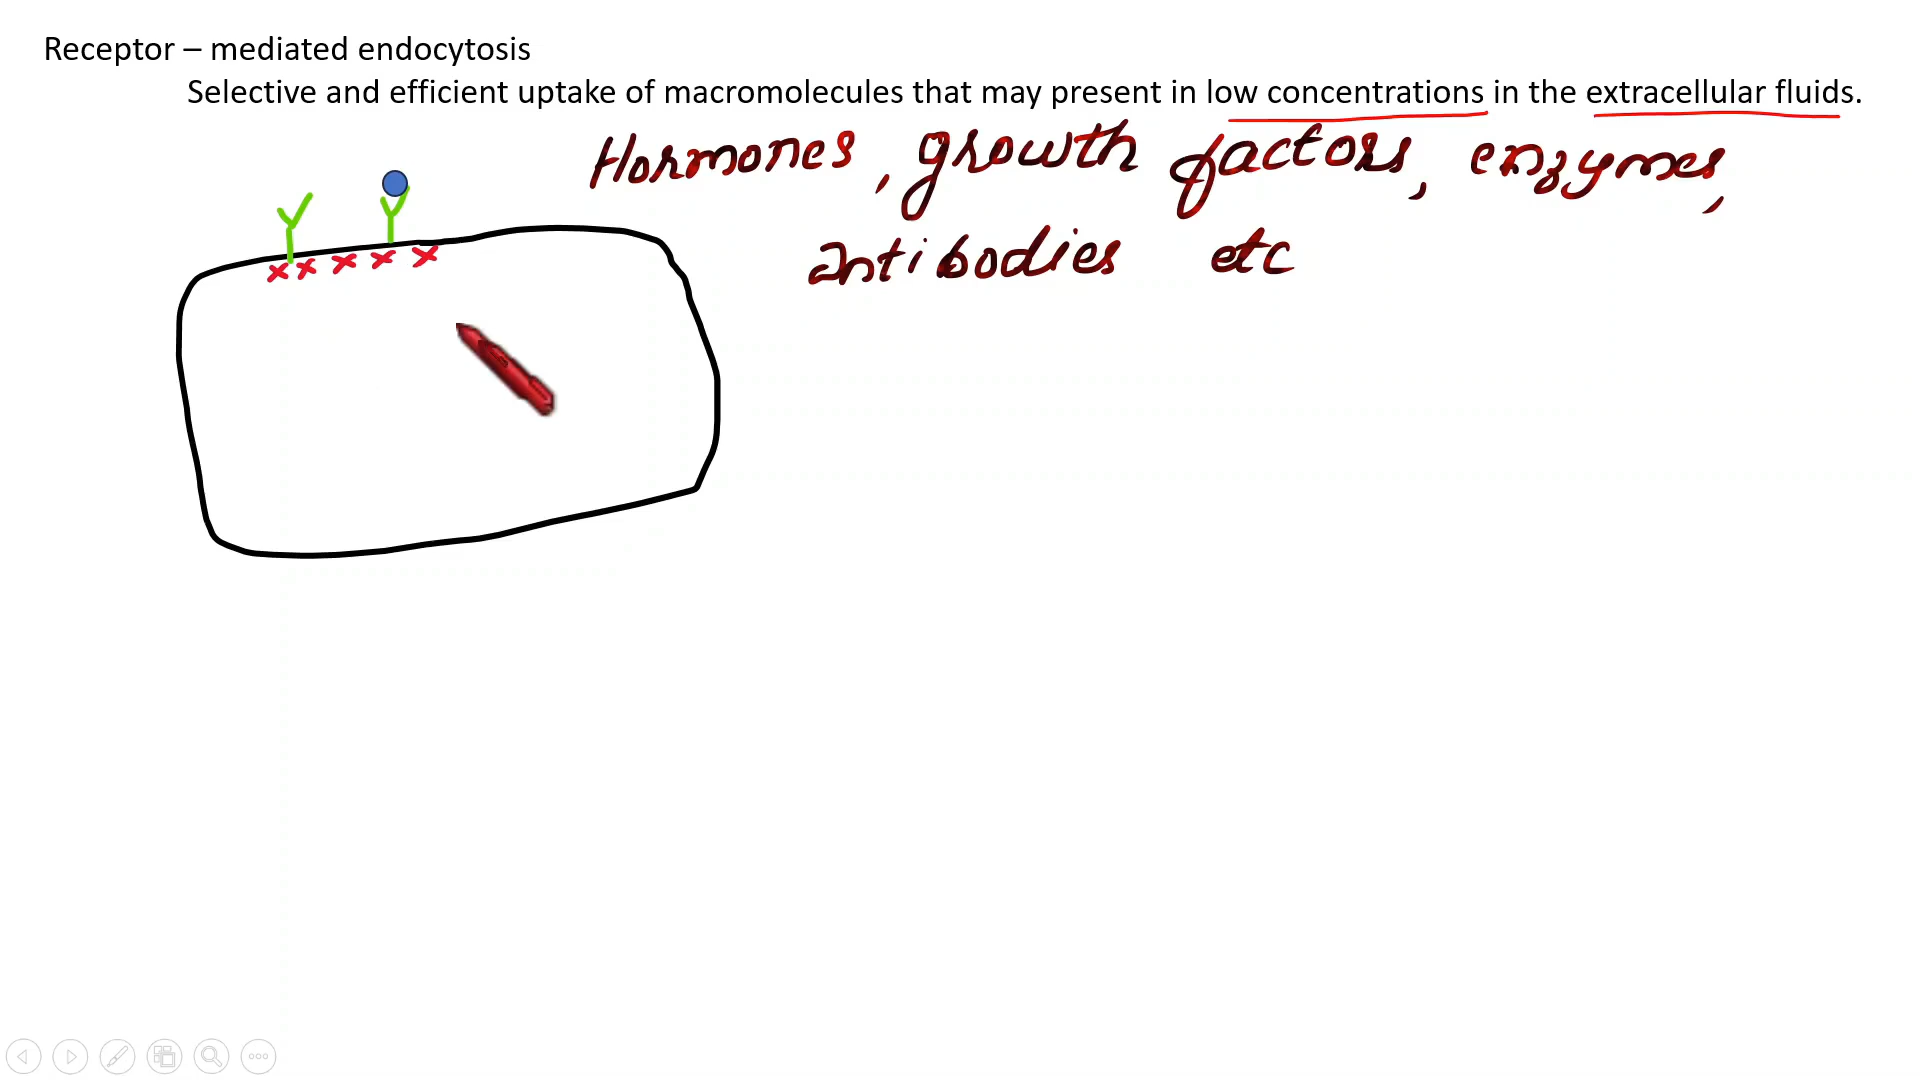 Receptor – mediated endocytosis
Selective and efficient uptake of macromolecules that may present in low concentrations in the extracellular fluids.
Hormones, growth factors, enzymes,
antibodies etc